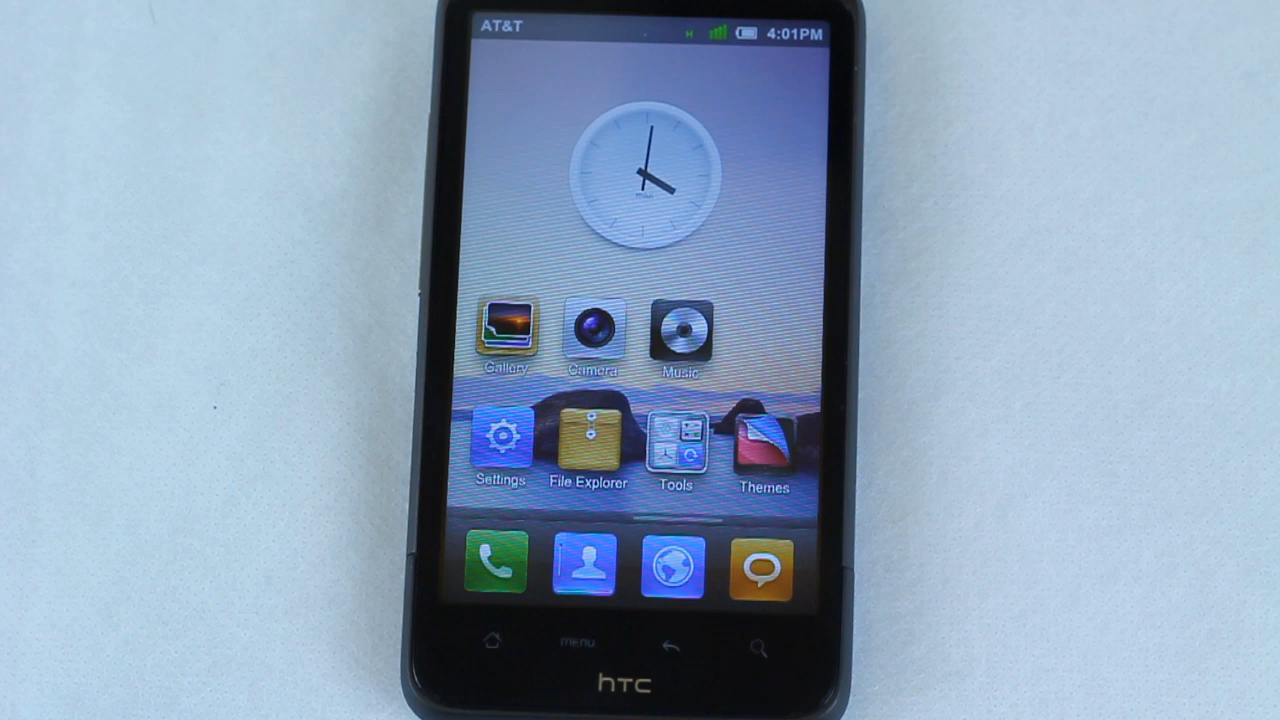 AT&T H 4:01PM
Gallery Camera Music
Settings File Explorer Tools Themes
menu
hTC